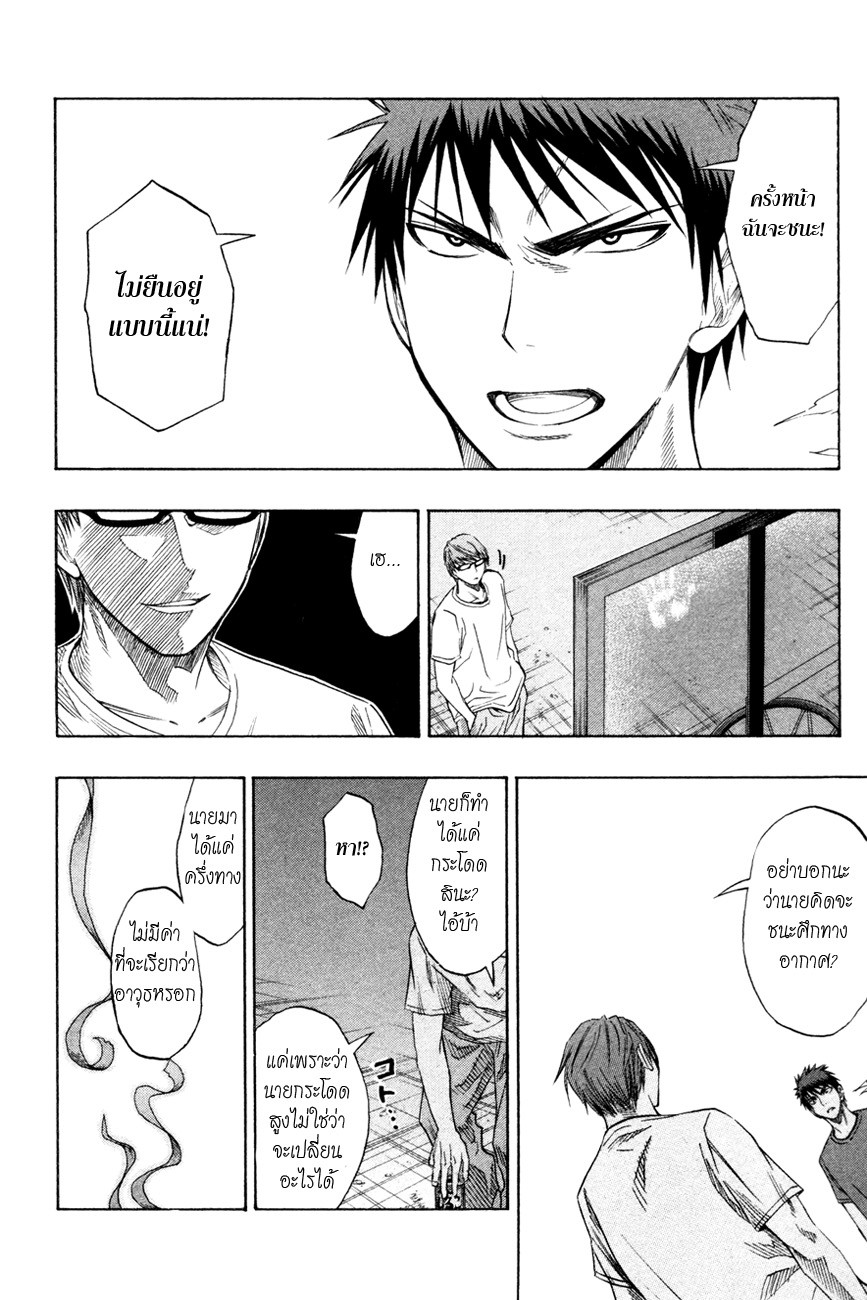 ครั้งหน้า
ฉันจะชนะ!
ไม่ยืนอยู่
แบบนี้แน่!
เฮ...
อย่าบอกนะ
ว่านายคิดจะ
ชนะศึกทาง
อากาศ?
นายก็ทำ
ได้แค่
กระโดด
สินะ?
ไอ้บ้า
หา!?
แค่เพราะว่า
นายกระโดด
สูงไม่ใช่ว่า
จะเปลี่ยน
อะไรได้
コト...
นายมา
ได้แค่
ครึ่งทาง
ไม่มีค่า
ที่จะเรียกว่า
อาวุธหรอก